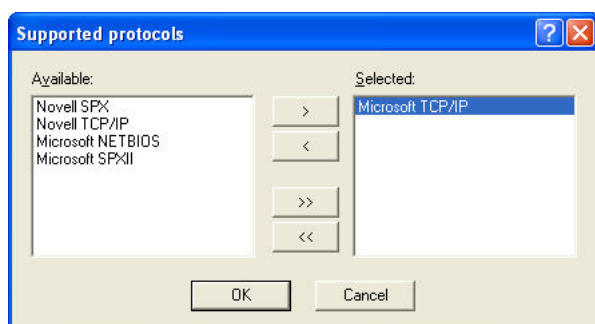 Supported protocols
Available:
Novell SPX
Novell TCP/IP
Microsoft NETBIOS
Microsoft SPXII
>
<
>>
<<
Selected:
Microsoft TCP/IP
OK
Cancel